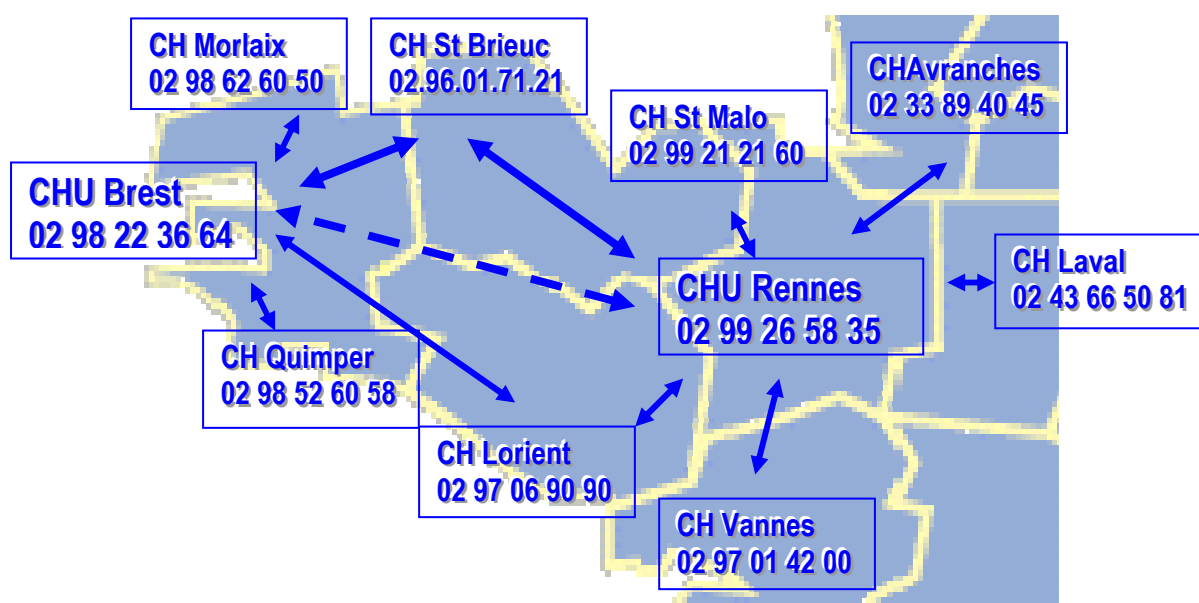 CH Morlaix
02 98 62 60 50
CH St Brieuc
02.96.01.71.21
CHAvranches
02 33 89 40 45
CH St Malo
02 99 21 21 60
CHU Brest
02 98 22 36 64
CH Laval
02 43 66 50 81
CHU Rennes
02 99 26 58 35
CH Quimper
02 98 52 60 58
CH Lorient
02 97 06 90 90
CH Vannes
02 97 01 42 00